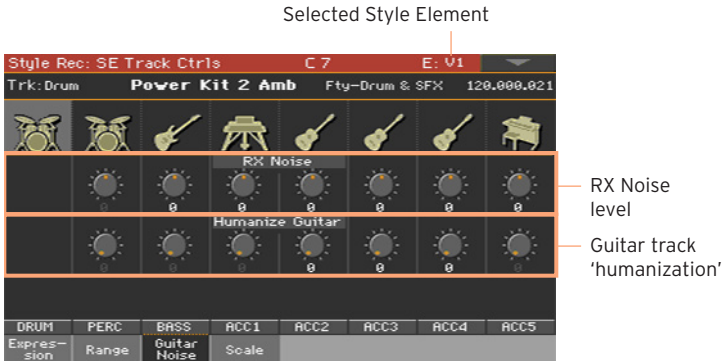 Selected Style Element
Style Rec: SE Track Ctrls C 7 E: V1
Trk: Drum Power Kit 2 Amb Fty-Drum & SFX 120.000.021
RX Noise
0 0 0 0 0 0 0
RX Noise
level
Humanize Guitar
0 0 0 0 0 0 0
Guitar track
‘humanization’
DRUM PERC BASS ACC1 ACC2 ACC3 ACC4 ACC5
Expres-
sion
Range
Guitar
Noise
Scale